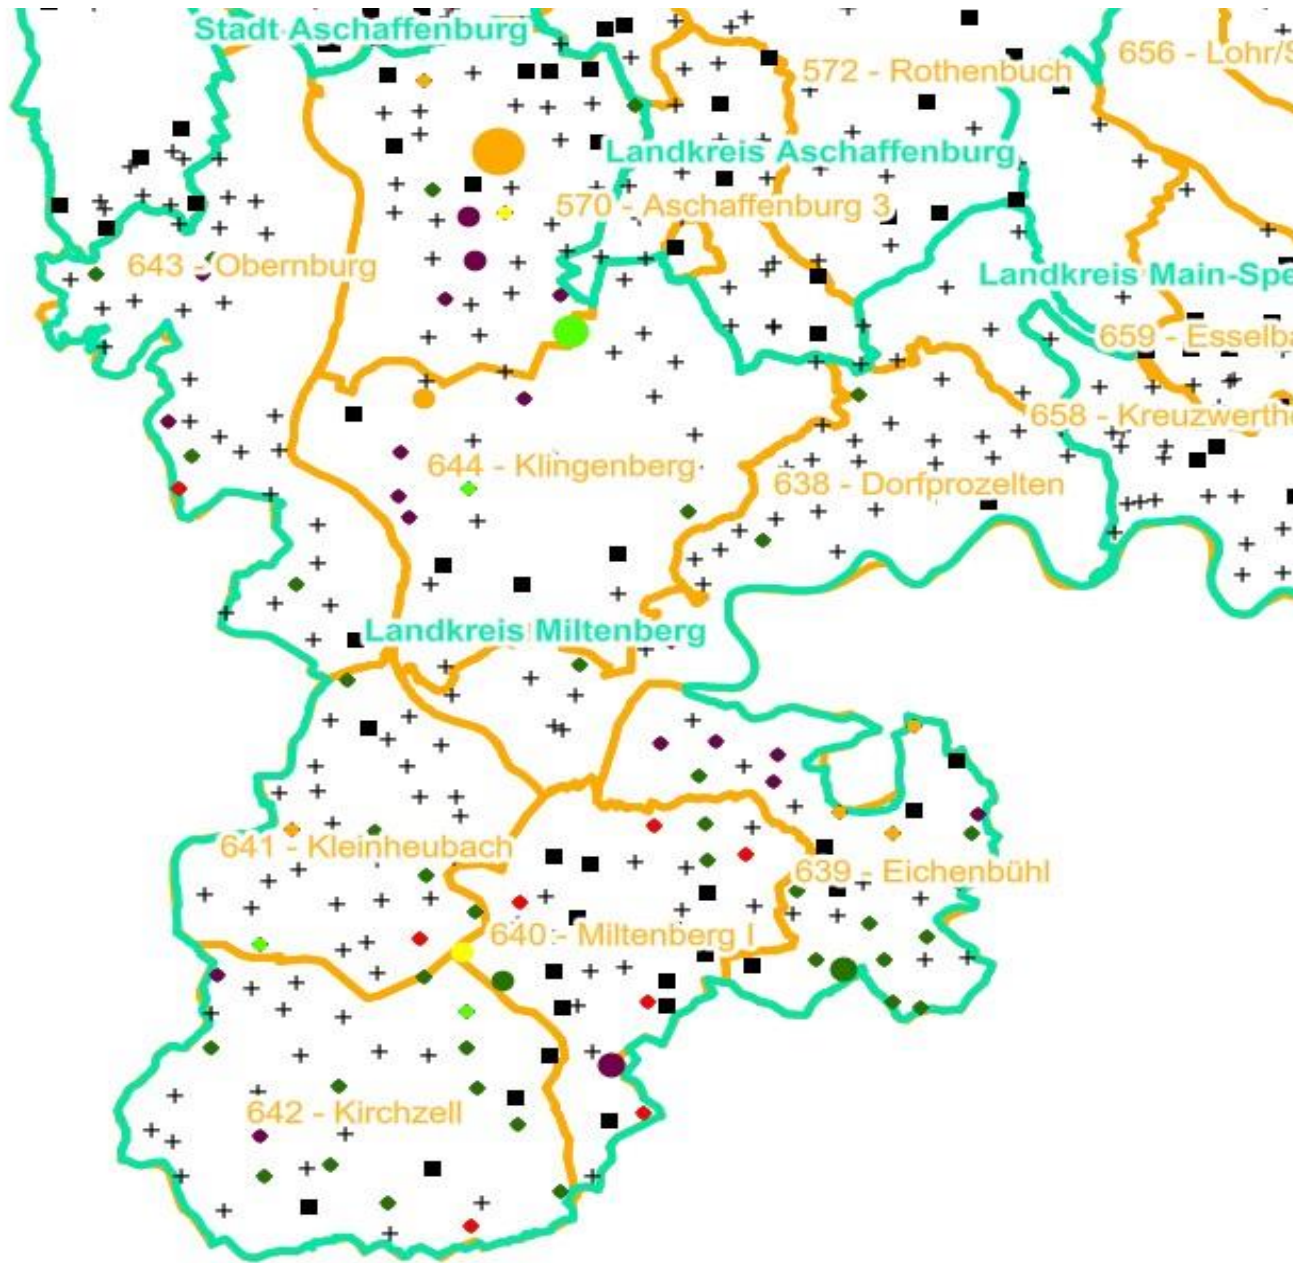 Stadt Aschaffenburg
656 - Lohr/S
572 - Rothenbuch
Landkreis Aschaffenburg
570 - Aschaffenburg 3
643 - Obernburg
Landkreis Main-Spe
659 - Esselba
658 - Kreuzwerthe
644 - Klingenberg
638 - Dorfprozelten
Landkreis Miltenberg
641 - Kleinheubach
639 - Eichenbühl
640 - Miltenberg I
642 - Kirchzell